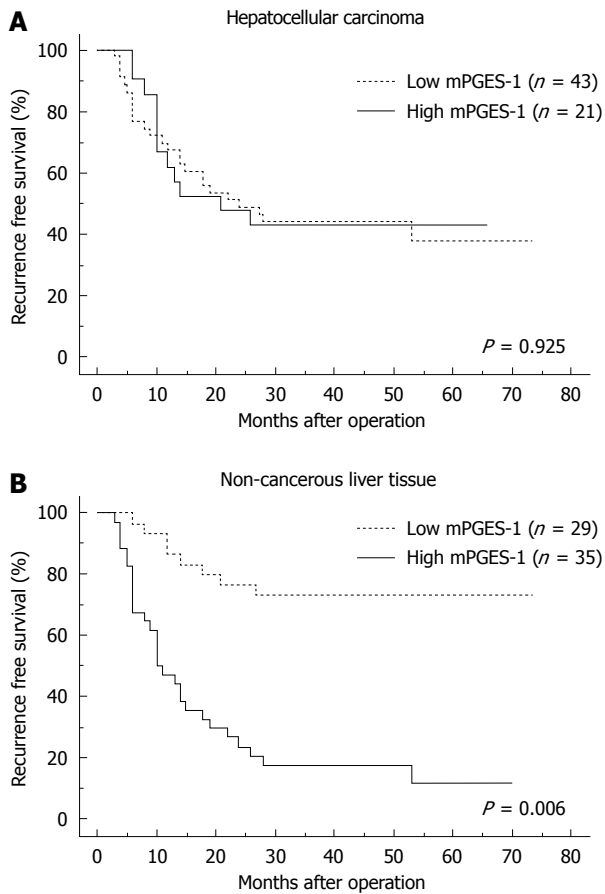 A
Hepatocellular carcinoma
100
80
60
40
20
0
Recurrence free survival (%)
Low mPGES-1 (n = 43)
High mPGES-1 (n = 21)
P = 0.925
0 10 20 30 40 50 60 70 80
Months after operation
B
Non-cancerous liver tissue
100
80
60
40
20
0
Recurrence free survival (%)
Low mPGES-1 (n = 29)
High mPGES-1 (n = 35)
P = 0.006
0 10 20 30 40 50 60 70 80
Months after operation